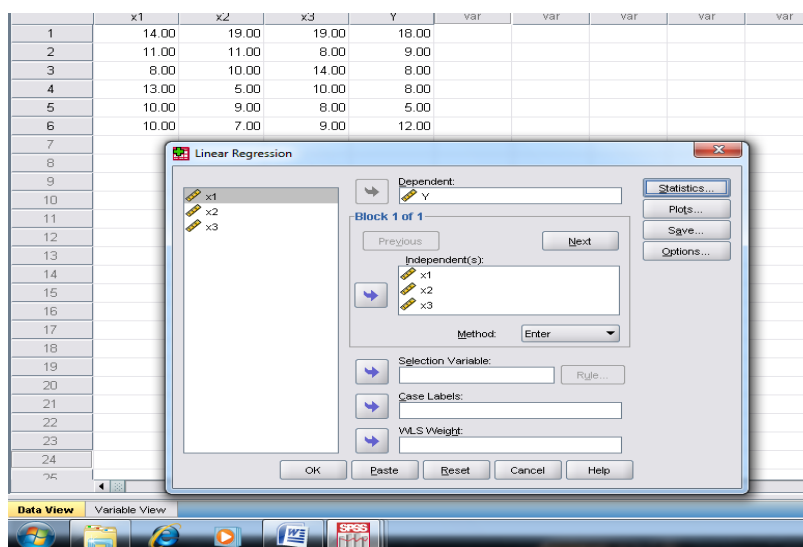 x1 x2 x3 Y var var var var var
1 14.00 19.00 19.00 18.00
2 11.00 11.00 8.00 9.00
3 8.00 10.00 14.00 8.00
4 13.00 5.00 10.00 8.00
5 10.00 9.00 8.00 5.00
6 10.00 7.00 9.00 12.00
7
8
9
10
11
12
13
14
15
16
17
18
19
20
21
22
23
24
25
Linear Regression
x1
x2
x3
Dependent:
Y
Block 1 of 1
Previous Next
Independent(s):
x1
x2
x3
Method: Enter
Selection Variable:
Rule...
Case Labels:
WLS Weight:
Statistics...
Plots...
Save...
Options...
OK Paste Reset Cancel Help
Data View Variable View
SPSS